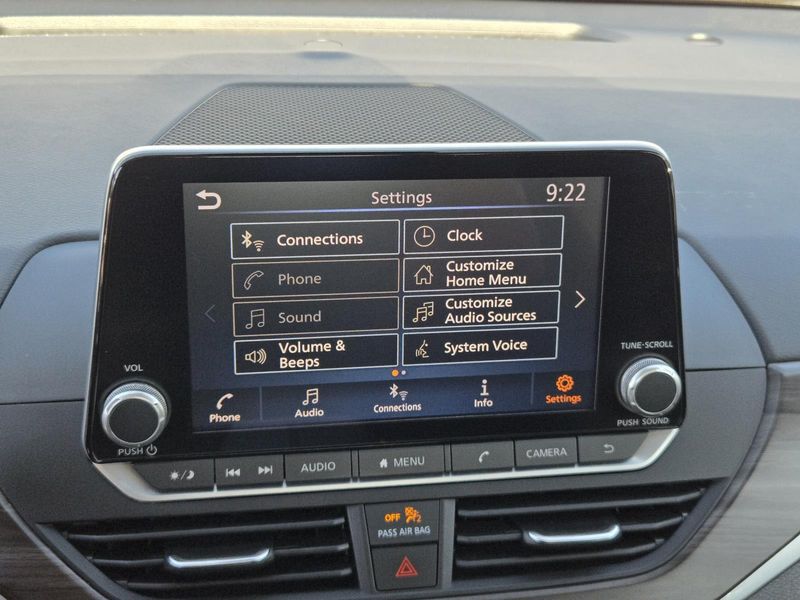 Settings
9:22
Connections
Clock
Phone
Customize
Home Menu
Sound
Customize
Audio Sources
Volume &
Beeps
System Voice
Phone
Audio
Connections
Info
Settings
VOL
PUSH
TUNE·SCROLL
PUSH SOUND
AUDIO
MENU
CAMERA
OFF
PASS AIR BAG